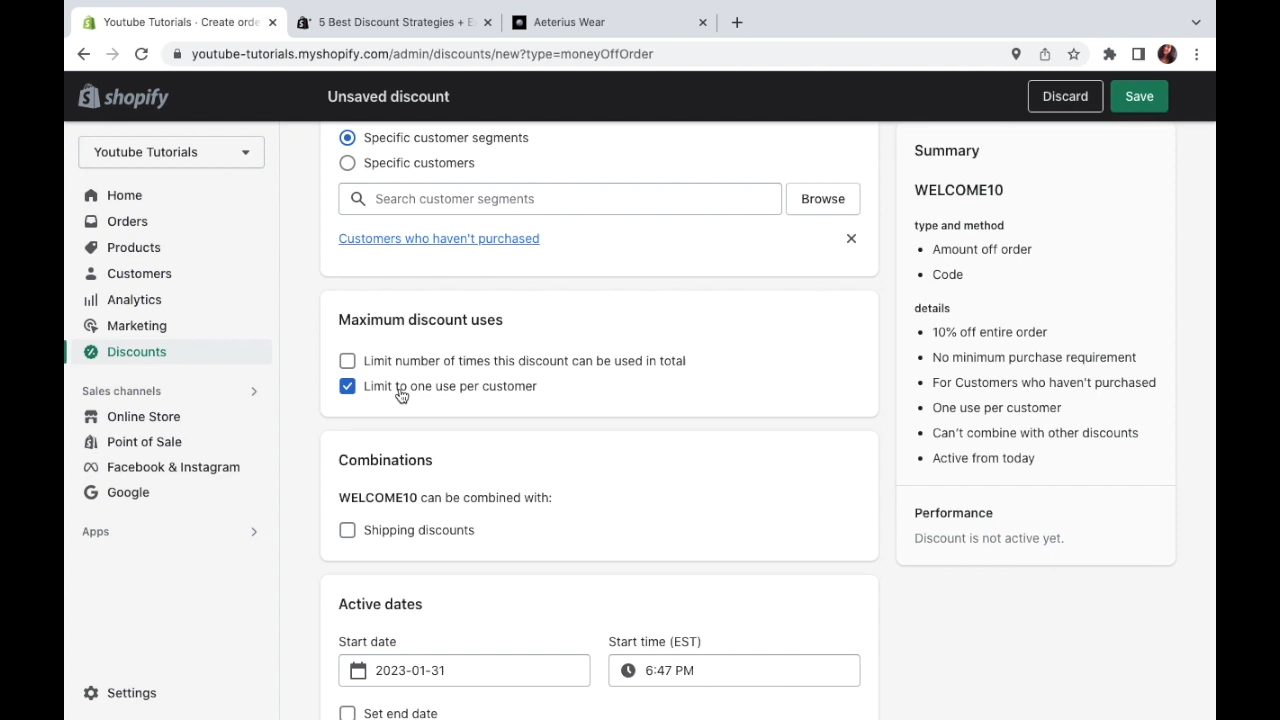 Youtube Tutorials · Create orde
5 Best Discount Strategies + E
Aeterius Wear
youtube-tutorials.myshopify.com/admin/discounts/new?type=moneyOffOrder
shopify
Unsaved discount
Discard
Save
Youtube Tutorials
Home
Orders
Products
Customers
Analytics
Marketing
Discounts
Sales channels
Online Store
Point of Sale
Facebook & Instagram
Google
Apps
Settings
Specific customer segments
Specific customers
Search customer segments
Browse
Customers who haven't purchased
Maximum discount uses
Limit number of times this discount can be used in total
Limit to one use per customer
Combinations
WELCOME10 can be combined with:
Shipping discounts
Active dates
Start date
Start time (EST)
2023-01-31
6:47 PM
Set end date
Summary
WELCOME10
type and method
• Amount off order
• Code
details
• 10% off entire order
• No minimum purchase requirement
• For Customers who haven't purchased
• One use per customer
• Can't combine with other discounts
• Active from today
Performance
Discount is not active yet.